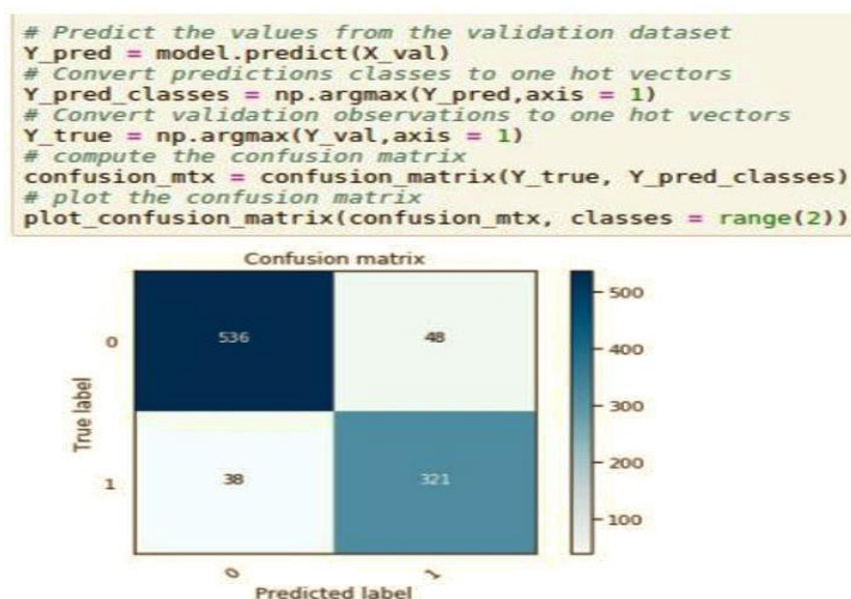 # Predict the values from the validation dataset
Y_pred = model.predict(X_val)
# Convert predictions classes to one hot vectors
Y_pred_classes = np.argmax(Y_pred,axis = 1)
# Convert validation observations to one hot vectors
Y_true = np.argmax(Y_val,axis = 1)
# compute the confusion matrix
confusion_mtx = confusion_matrix(Y_true, Y_pred_classes)
# plot the confusion matrix
plot_confusion_matrix(confusion_mtx, classes = range(2))
Confusion matrix
True label
0
536
48
1
38
321
0
1
Predicted label
500
400
300
200
100